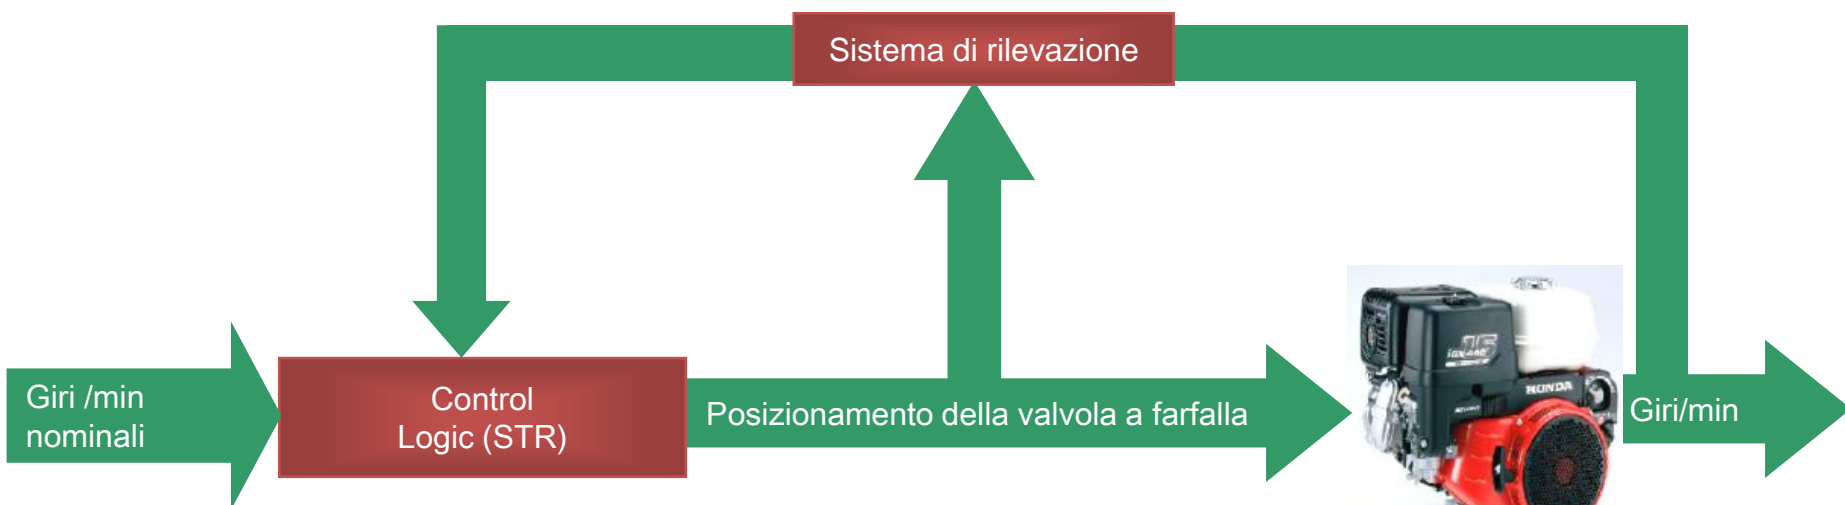 Sistema di rilevazione
Giri /min
nominali
Control
Logic (STR)
Posizionamento della valvola a farfalla
HONDA
Giri/min